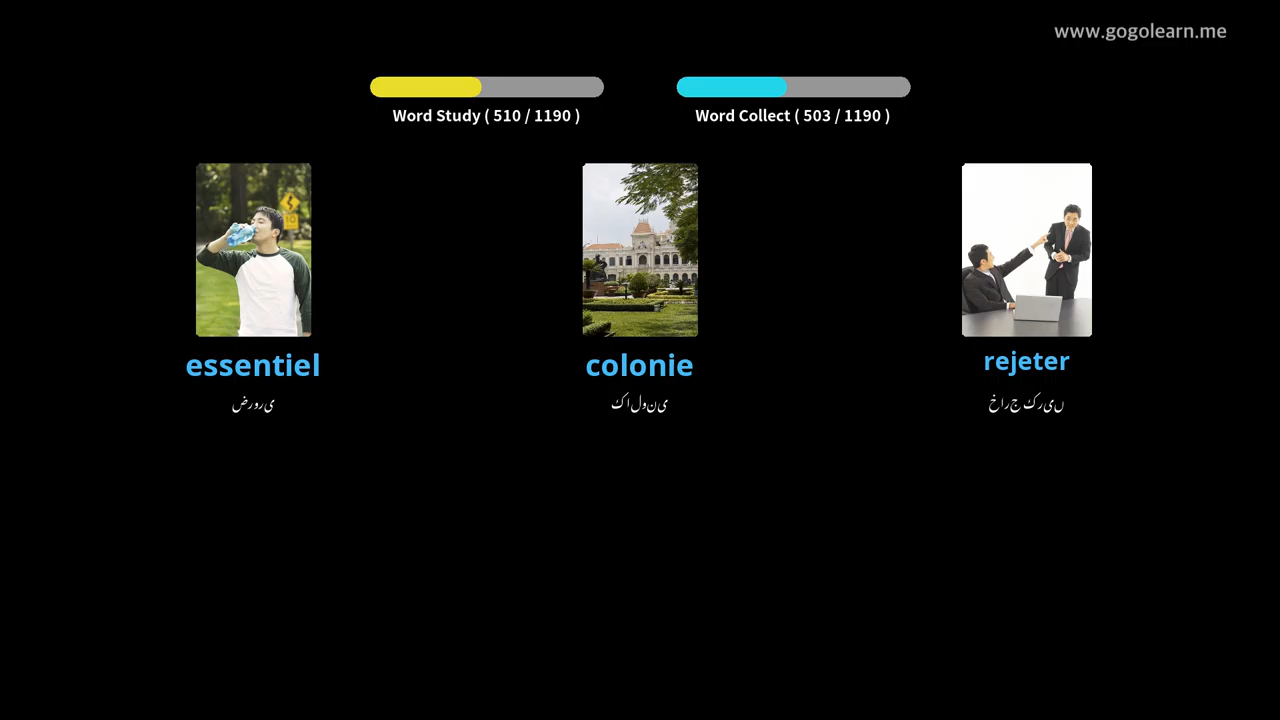 www.gogolearn.me
Word Study ( 510 / 1190 )
Word Collect ( 503 / 1190 )
essentiel
colonie
rejeter
ضروری
کالونی
خارج کریں